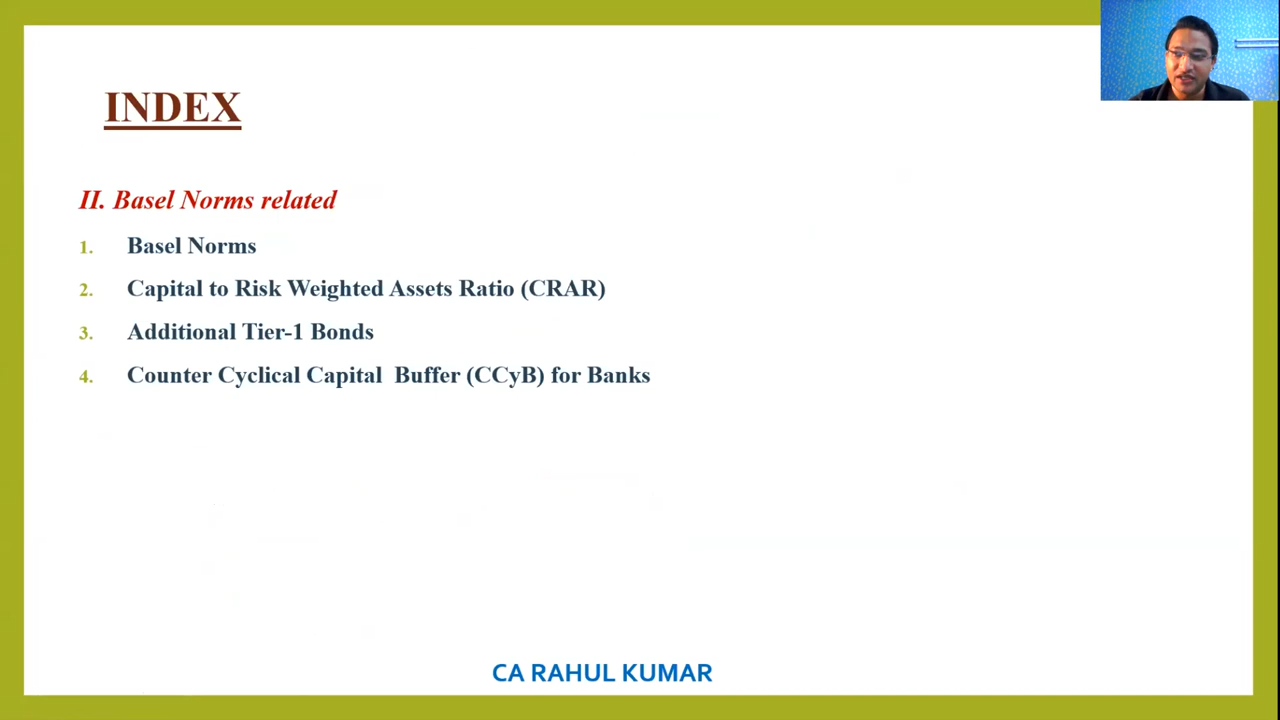 INDEX
II. Basel Norms related
1. Basel Norms
2. Capital to Risk Weighted Assets Ratio (CRAR)
3. Additional Tier-1 Bonds
4. Counter Cyclical Capital Buffer (CCyB) for Banks
CA RAHUL KUMAR